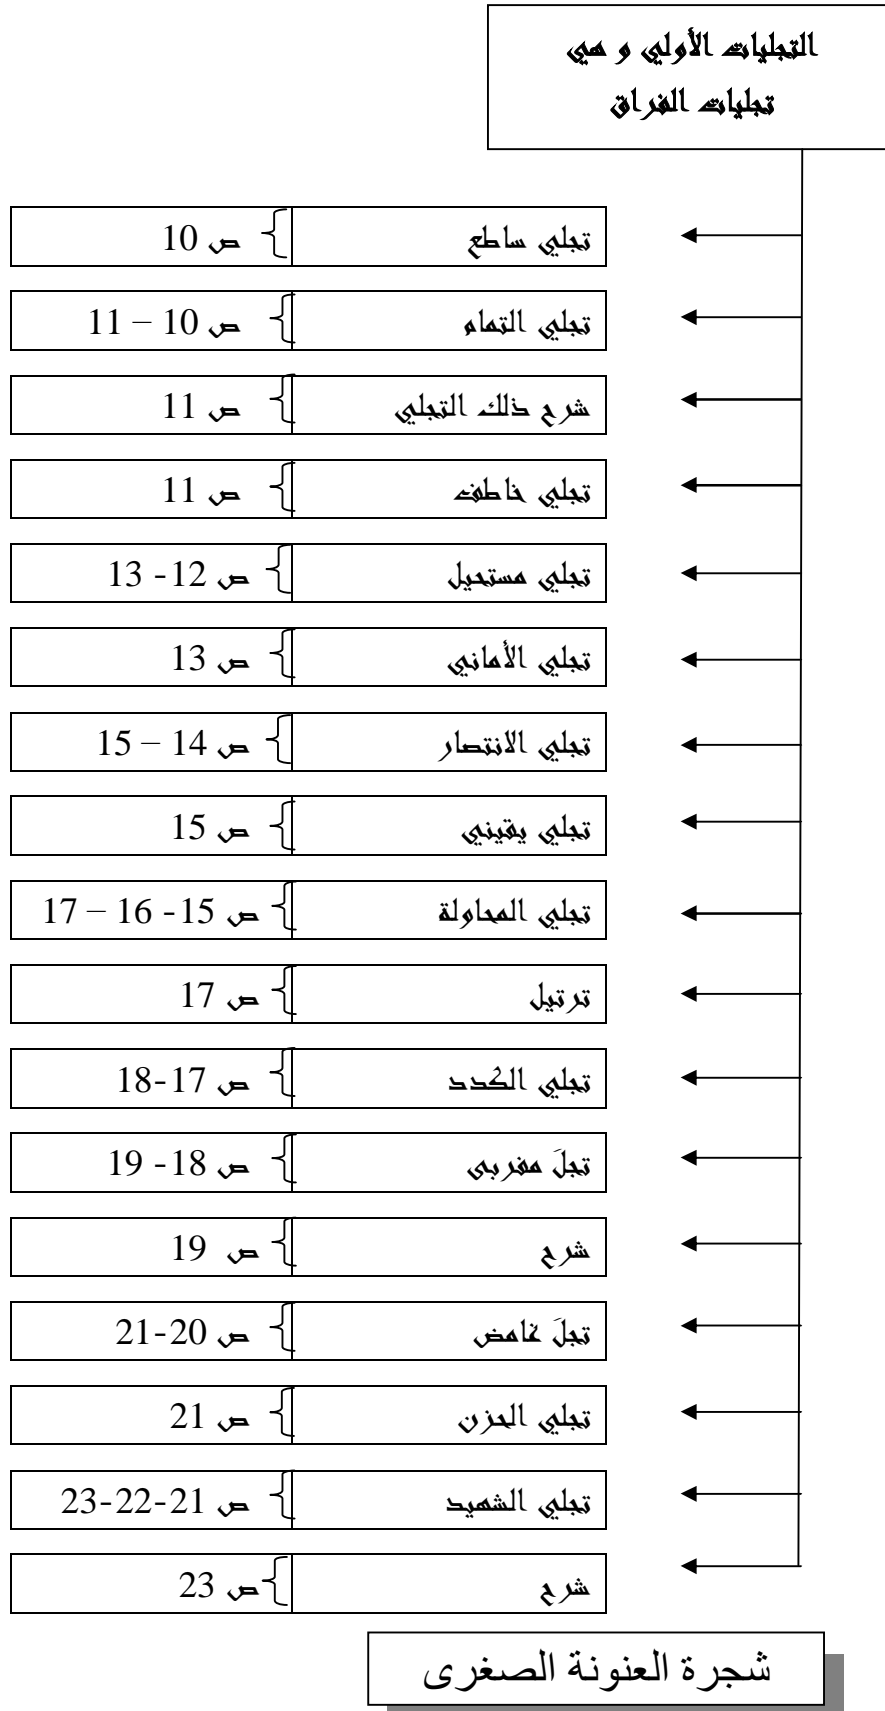 التجليات الأولي و هي
تجليات الفراق
تجلي ساطع ص 10
تجلي التمام ص 10 – 11
شرح ذلك التجلي ص 11
تجلي خاطف ص 11
تجلي مستحيل ص 12- 13
تجلي الأماني ص 13
تجلي الانتصار ص 14 – 15
تجلي يقيني ص 15
تجلي المحاولة ص 15- 16 – 17
ترتيل ص 17
تجلي الكدد ص 17-18
تجلَ مغربى ص 18- 19
شرح ص 19
تجلَ غامض ص 20-21
تجلي الحزن ص 21
تجلي الشهيد ص 21-22-23
شرح ص 23
شجرة العنونة الصغرى